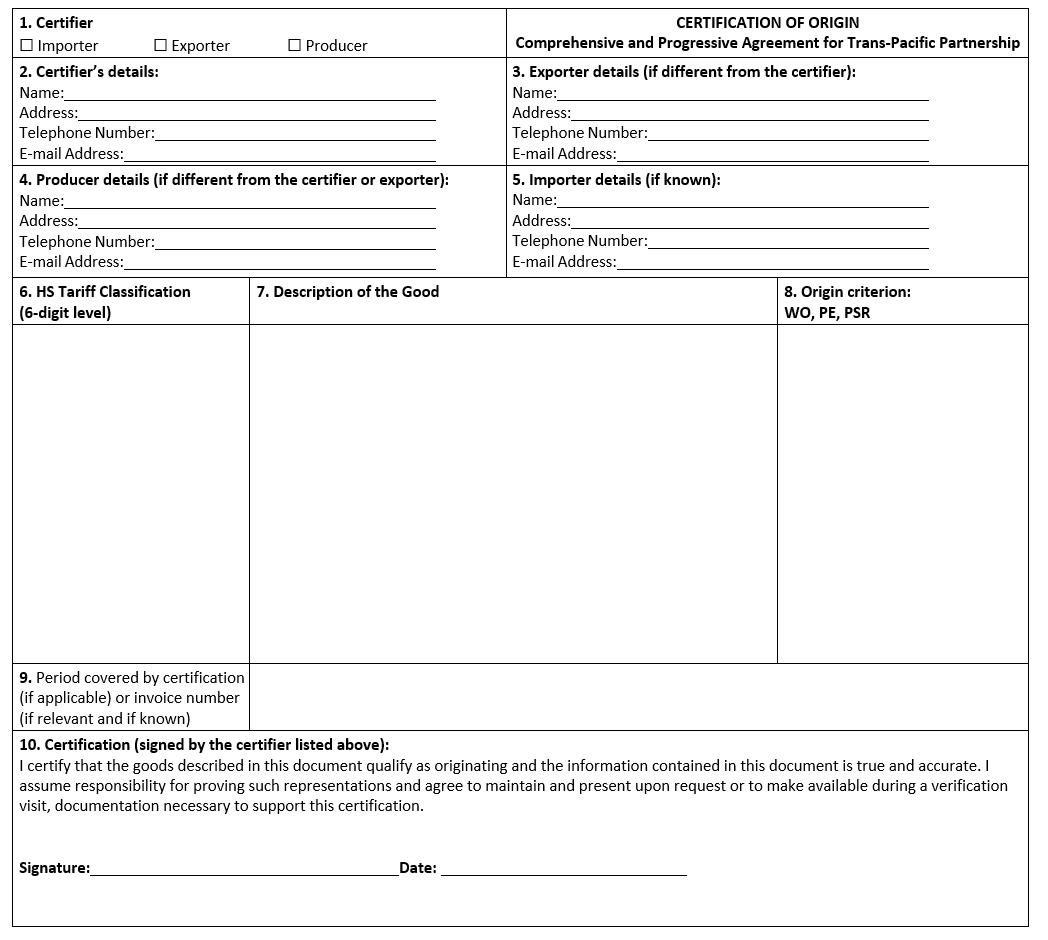 1. Certifier
☐ Importer ☐ Exporter ☐ Producer
CERTIFICATION OF ORIGIN
Comprehensive and Progressive Agreement for Trans-Pacific Partnership
2. Certifier’s details:
Name:
Address:
Telephone Number:
E-mail Address:
3. Exporter details (if different from the certifier):
Name:
Address:
Telephone Number:
E-mail Address:
4. Producer details (if different from the certifier or exporter):
Name:
Address:
Telephone Number:
E-mail Address:
5. Importer details (if known):
Name:
Address:
Telephone Number:
E-mail Address:
6. HS Tariff Classification
(6-digit level)
7. Description of the Good
8. Origin criterion:
WO, PE, PSR
9. Period covered by certification
(if applicable) or invoice number
(if relevant and if known)
10. Certification (signed by the certifier listed above):
I certify that the goods described in this document qualify as originating and the information contained in this document is true and accurate. I
assume responsibility for proving such representations and agree to maintain and present upon request or to make available during a verification
visit, documentation necessary to support this certification.
Signature: Date: